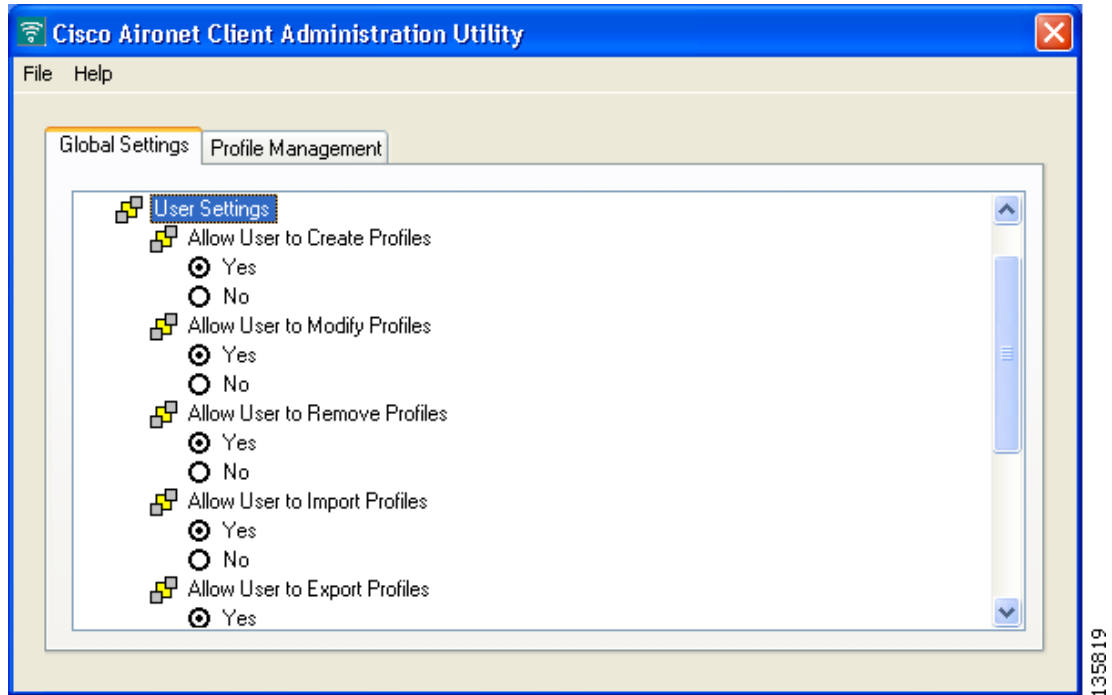 Cisco Aironet Client Administration Utility
File Help
Global Settings Profile Management
User Settings
Allow User to Create Profiles
Yes
No
Allow User to Modify Profiles
Yes
No
Allow User to Remove Profiles
Yes
No
Allow User to Import Profiles
Yes
No
Allow User to Export Profiles
Yes
135819